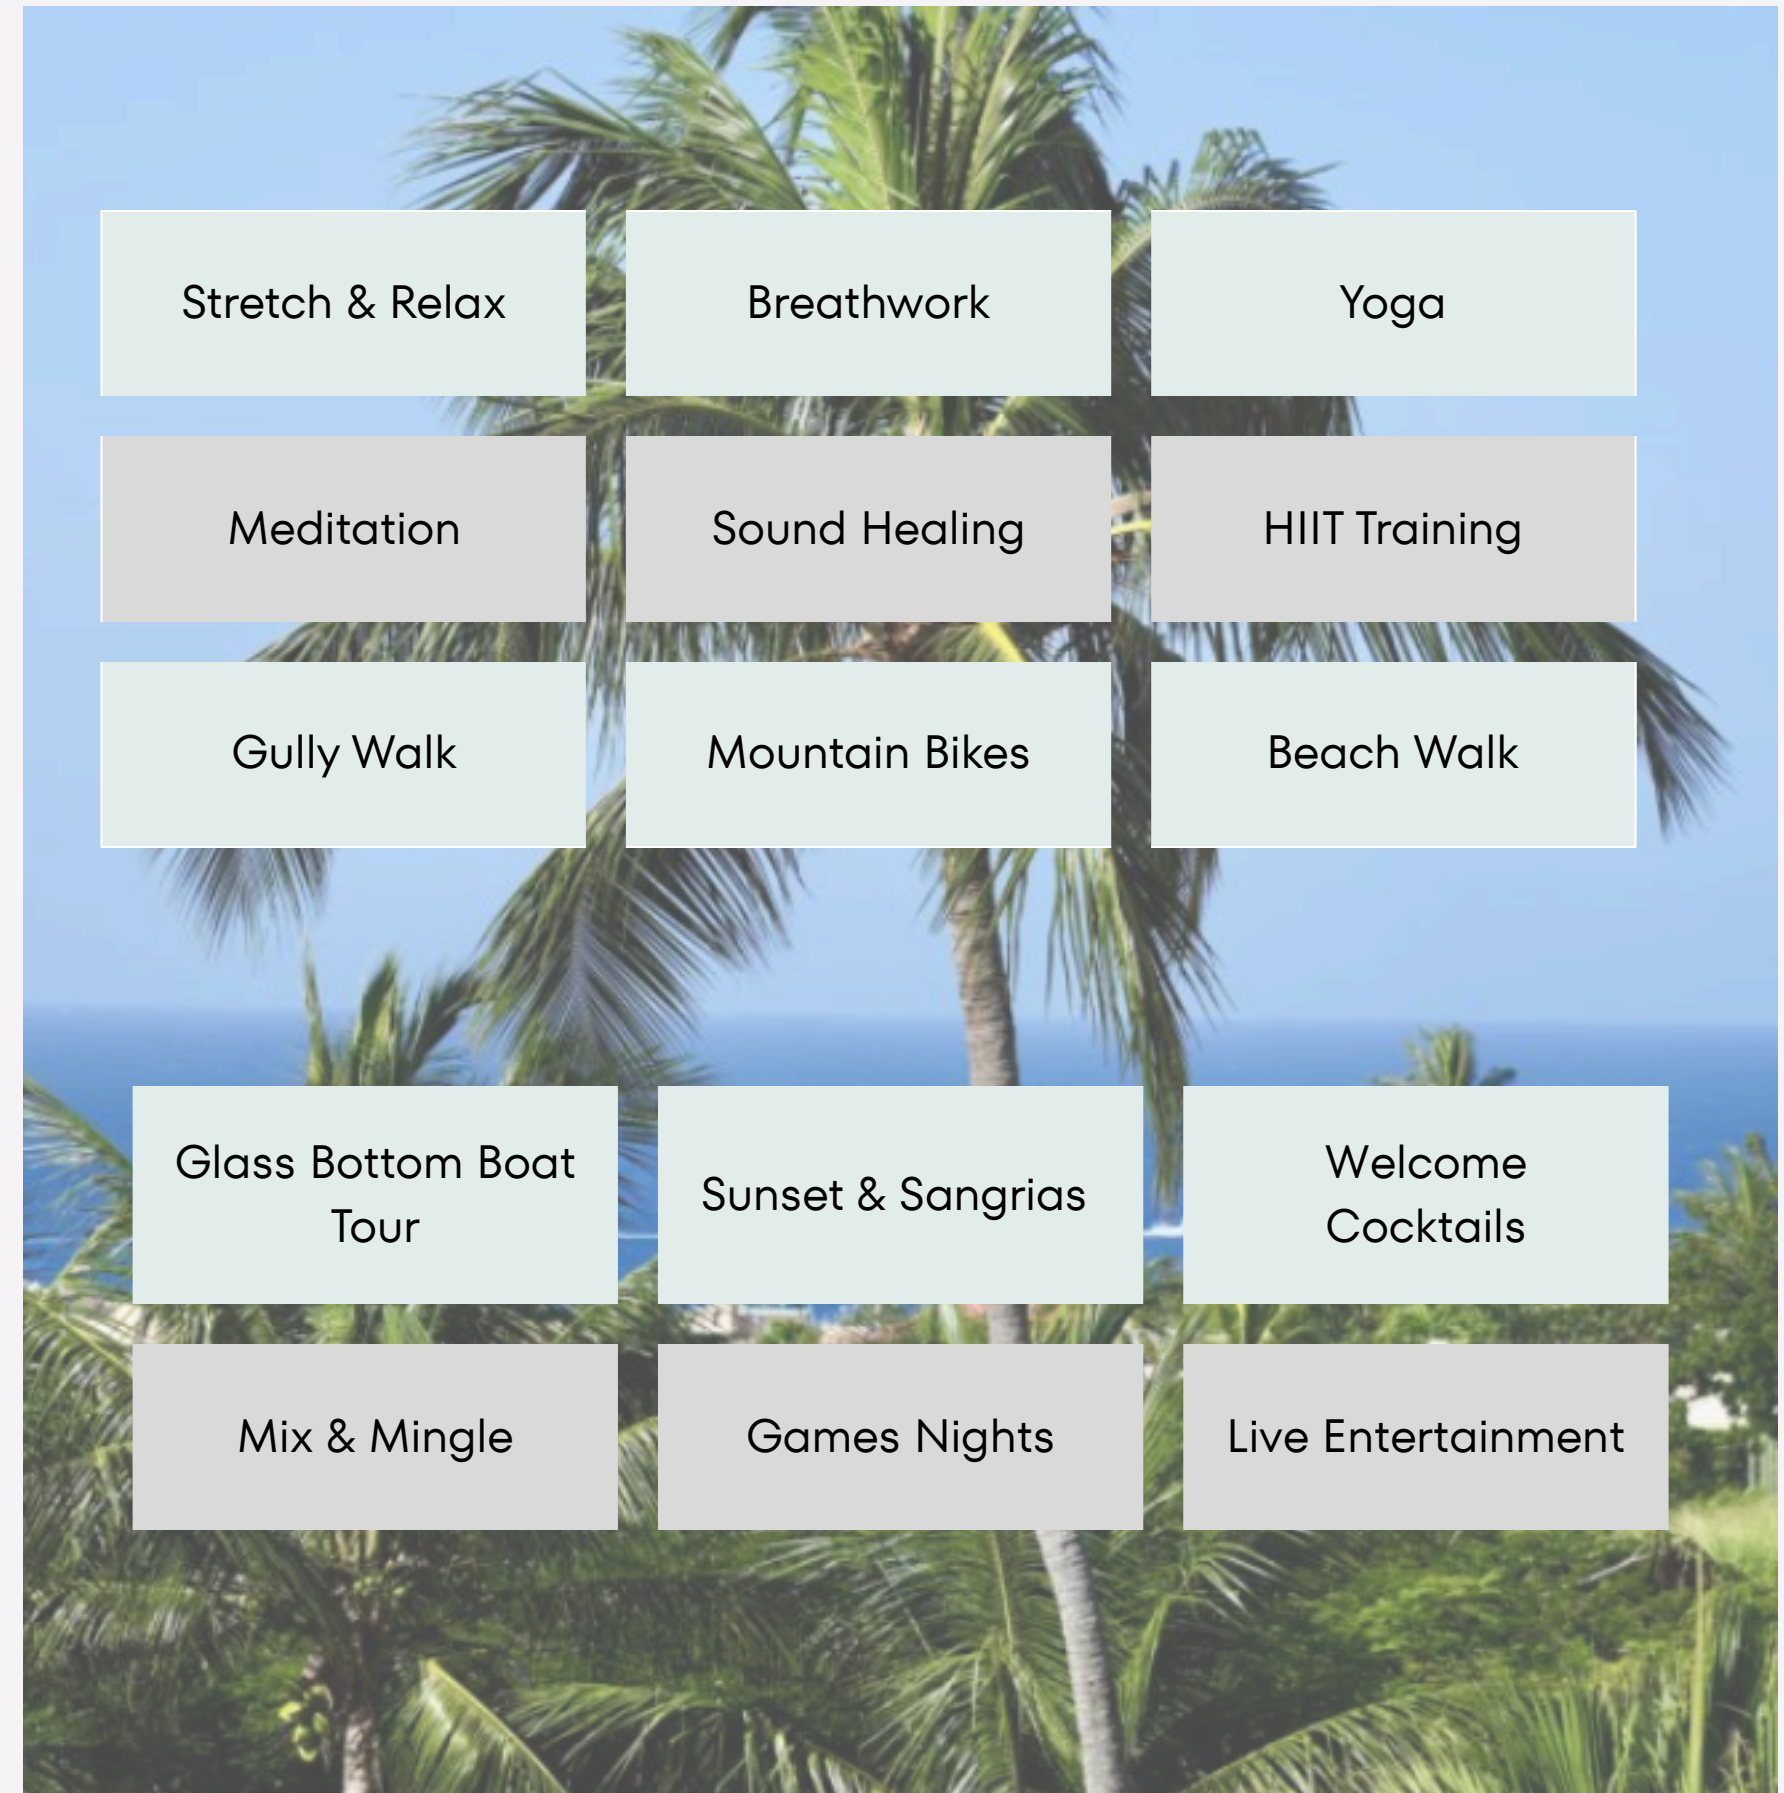 Stretch & Relax
Breathwork
Yoga
Meditation
Sound Healing
HIIT Training
Gully Walk
Mountain Bikes
Beach Walk
Glass Bottom Boat
Tour
Sunset & Sangrias
Welcome
Cocktails
Mix & Mingle
Games Nights
Live Entertainment